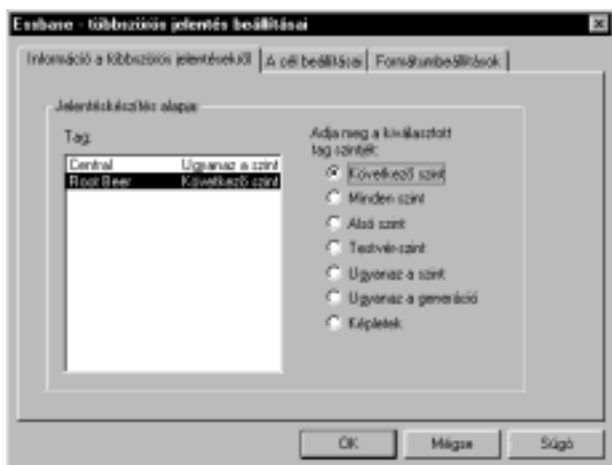 Essbase - többszörös jelentés beállításai
Információ a többszörös jelentésekről
A cél beállításai
Formátumbeállítások
Jelentéskészítés alapja:
Tag:
Central Ugyanaz a szint
Root Beer Következő szint
Adja meg a kiválasztott
tag szintét:
Következő szint
Minden szint
Alsó szint
Testvér-szint
Ugyanaz a szint
Ugyanaz a generáció
Képletek
OK
Mégse
Súgó